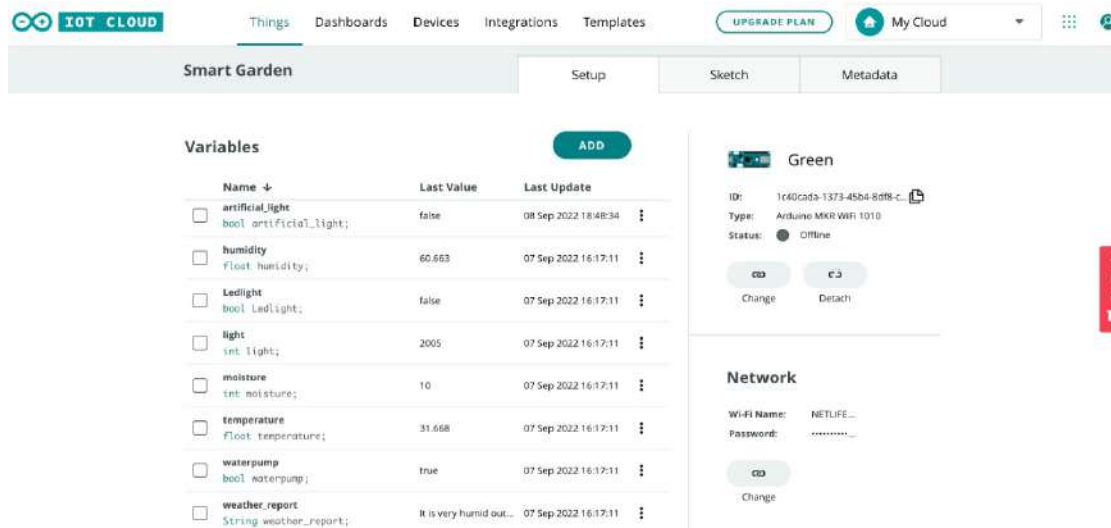 IOT CLOUD
Things Dashboards Devices Integrations Templates
UPGRADE PLAN
My Cloud
Smart Garden
Setup Sketch Metadata
Variables
ADD
Name ↓ Last Value Last Update
artificial_light
bool artificial_light;
false 08 Sep 2022 18:48:34
humidity
float humidity;
60.663 07 Sep 2022 16:17:11
Ledlight
bool Ledlight;
false 07 Sep 2022 16:17:11
light
int light;
2005 07 Sep 2022 16:17:11
moisture
int moisture;
10 07 Sep 2022 16:17:11
temperature
float temperature;
31.668 07 Sep 2022 16:17:11
waterpump
bool waterpump;
true 07 Sep 2022 16:17:11
weather_report
String weather_report;
It is very humid out... 07 Sep 2022 16:17:11
Green
ID: 1c40cada-1373-45b4-8df8-c...
Type: Arduino MKR WiFi 1010
Status: Offline
Change Detach
Network
Wi-Fi Name: NETLIFE...
Password: ••••••••••...
Change